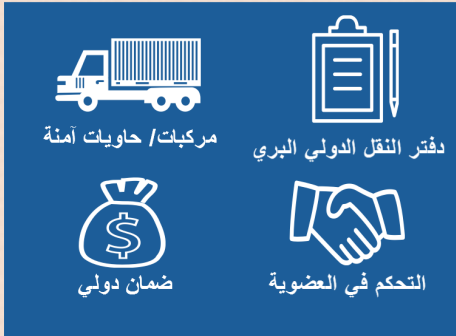 دفتر النقل الدولي البري
مركبات/ حاويات آمنة
التحكم في العضوية
ضمان دولي